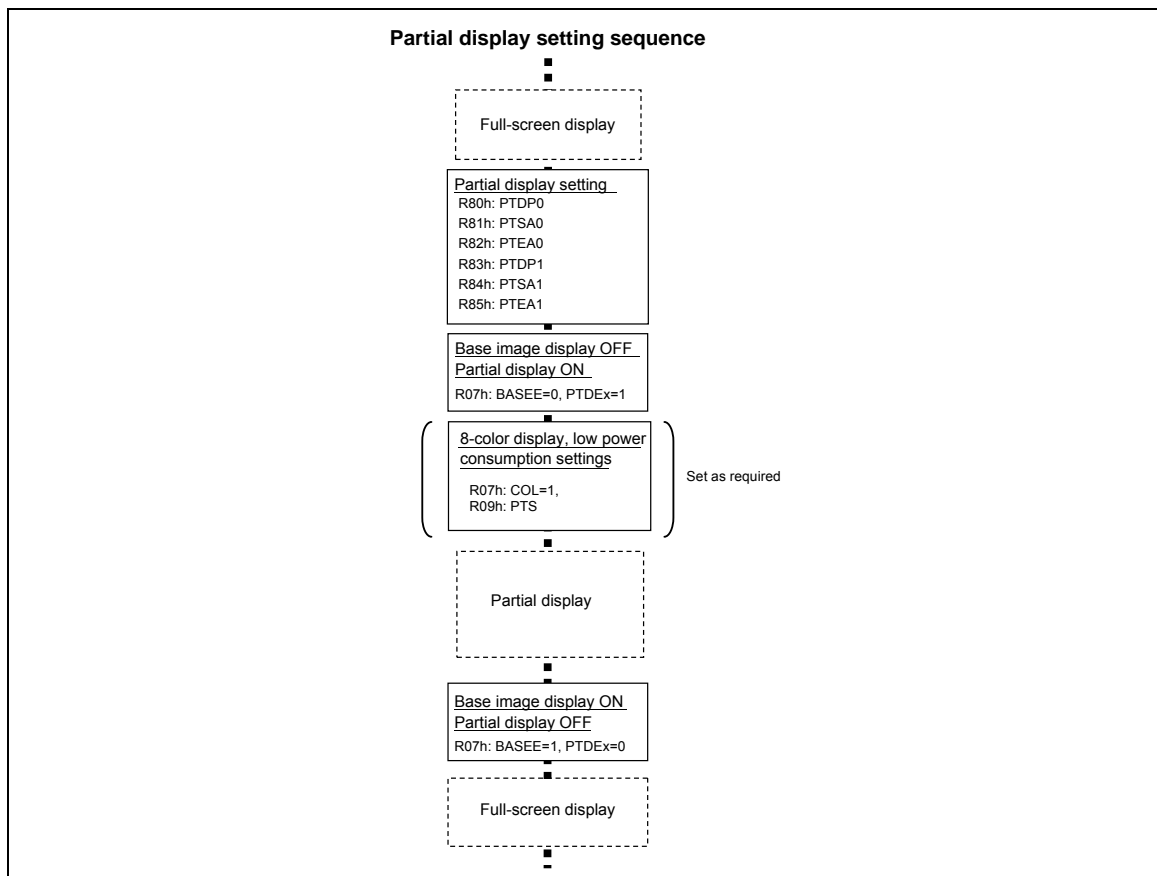 Partial display setting sequence
Full-screen display
Partial display setting
R80h: PTDP0
R81h: PTSA0
R82h: PTEA0
R83h: PTDP1
R84h: PTSA1
R85h: PTEA1
Base image display OFF
Partial display ON
R07h: BASEE=0, PTDEx=1
8-color display, low power
consumption settings
R07h: COL=1,
R09h: PTS
Set as required
Partial display
Base image display ON
Partial display OFF
R07h: BASEE=1, PTDEx=0
Full-screen display